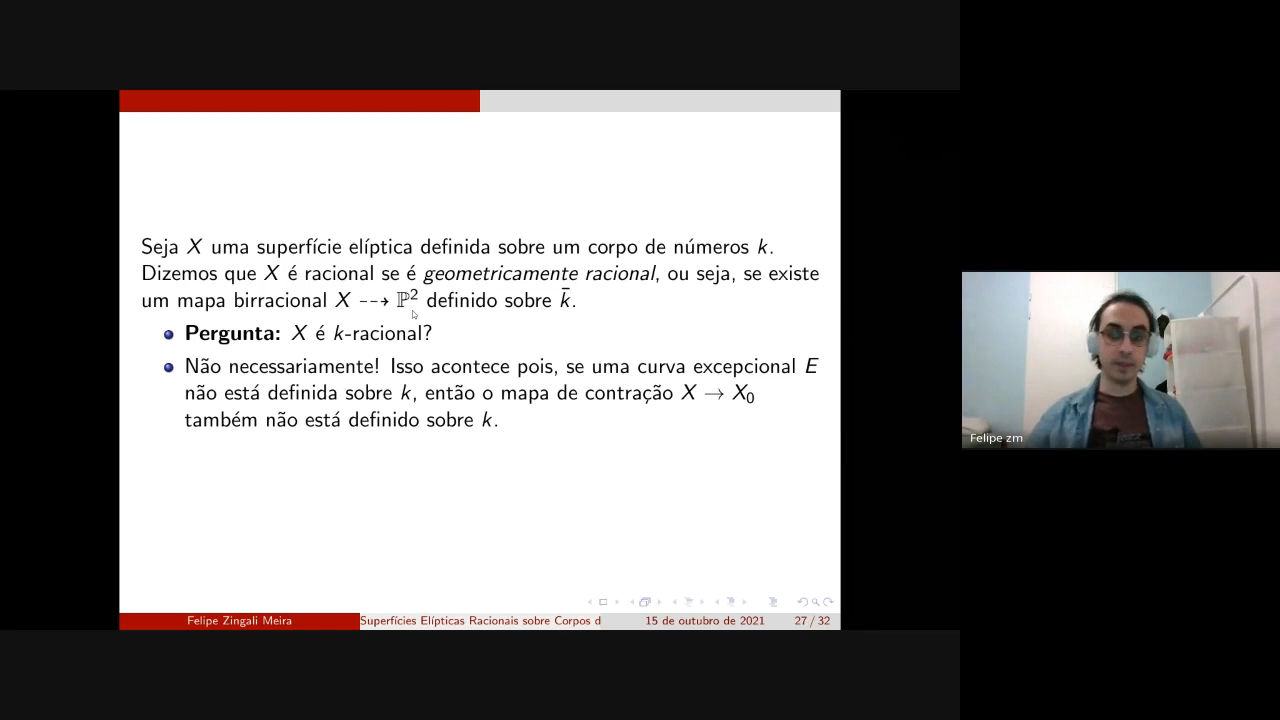 Seja X uma superfície elíptica definida sobre um corpo de números k.
Dizemos que X é racional se é geometricamente racional, ou seja, se existe
um mapa birracional X ⇢ ℙ² definido sobre k̄.
Pergunta: X é k-racional?
Não necessariamente! Isso acontece pois, se uma curva excepcional E
não está definida sobre k, então o mapa de contração X → X₀
também não está definido sobre k.
Felipe zm
Felipe Zingali Meira Superfícies Elípticas Racionais sobre Corpos d 15 de outubro de 2021 27 / 32